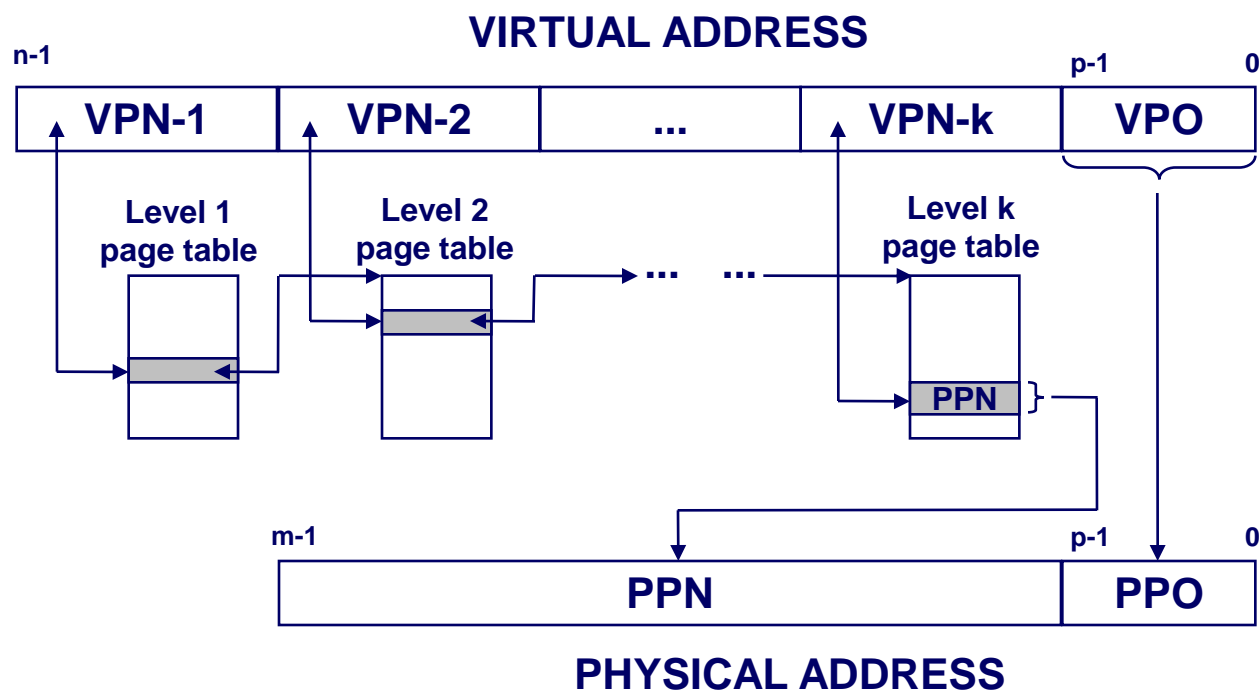 VIRTUAL ADDRESS
n-1 p-1 0
VPN-1 VPN-2 ... VPN-k VPO
Level 1
page table
Level 2
page table
Level k
page table
... ...
PPN
m-1 p-1 0
PPN PPO
PHYSICAL ADDRESS